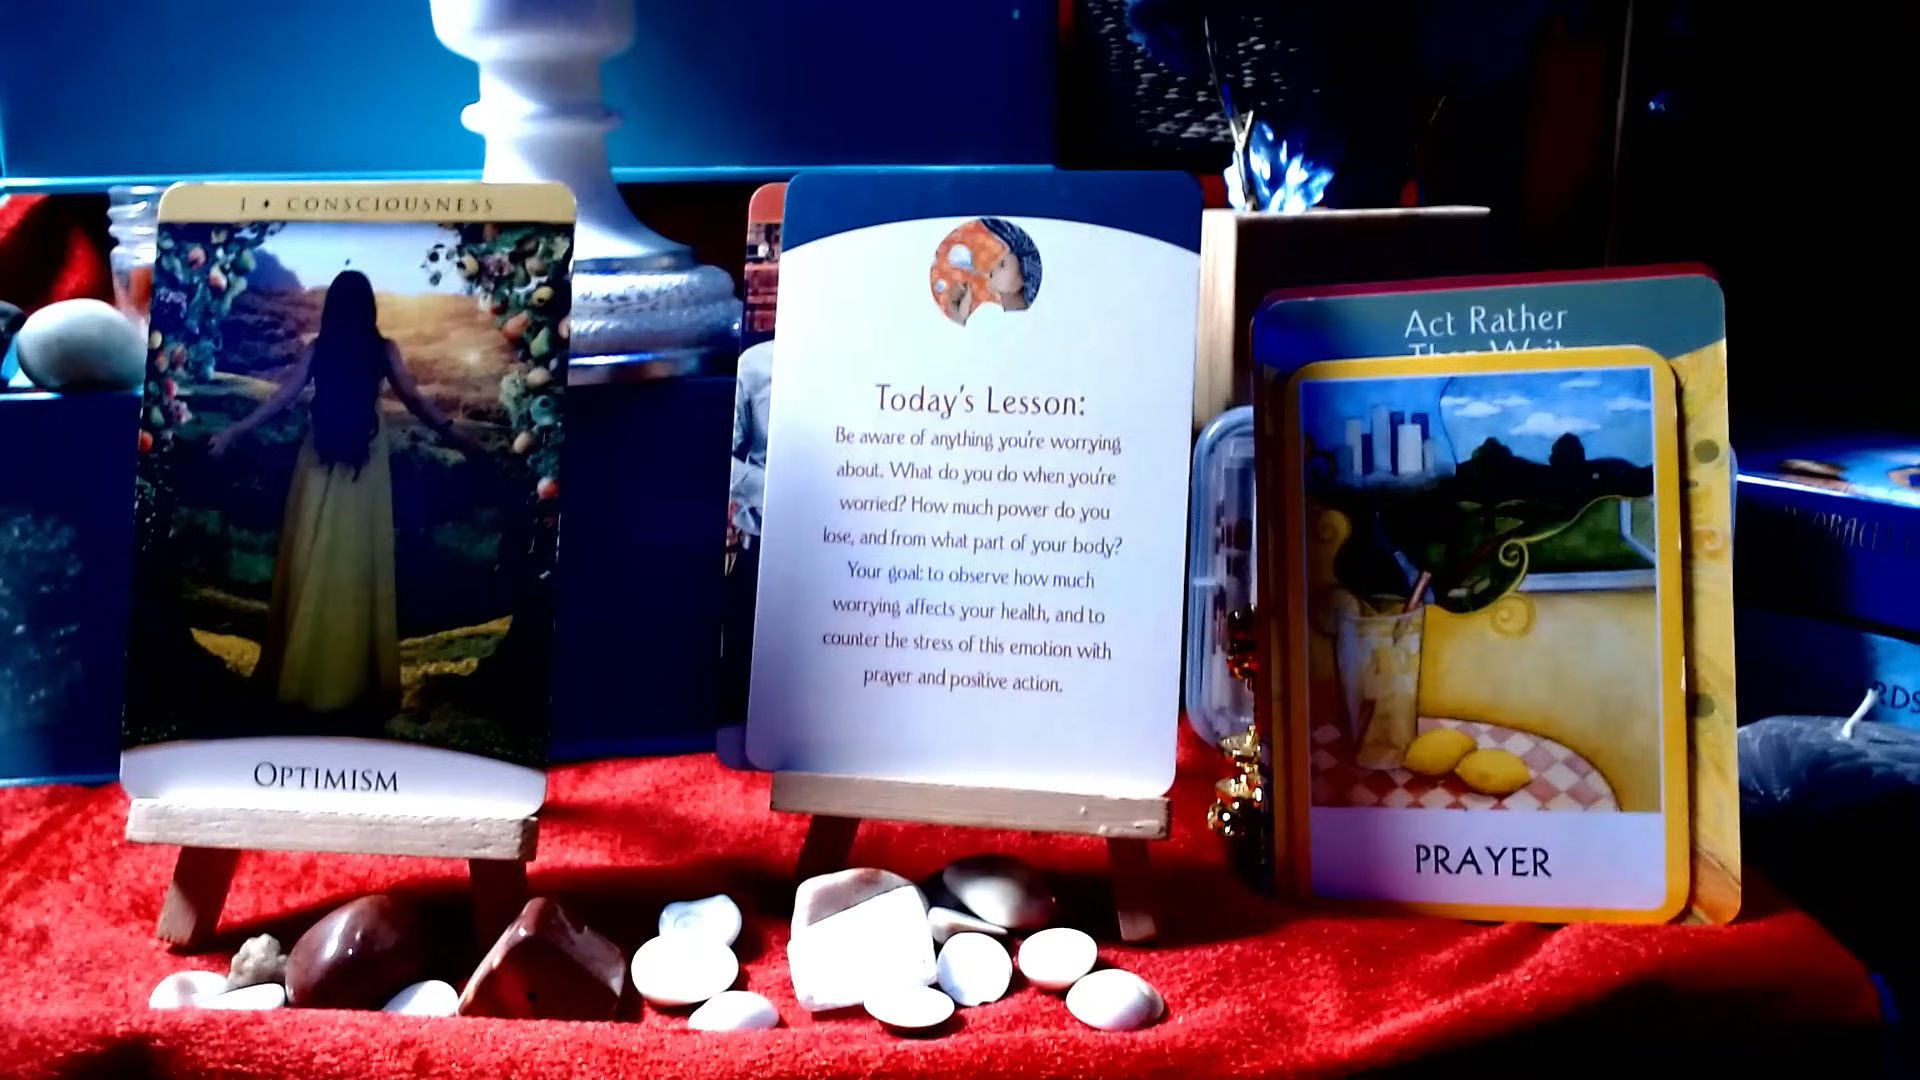 1 ♦ CONSCIOUSNESS
OPTIMISM
Today's Lesson:
Be aware of anything you're worrying
about. What do you do when you're
worried? How much power do you
lose, and from what part of your body?
Your goal: to observe how much
worrying affects your health, and to
counter the stress of this emotion with
prayer and positive action.
Act Rather
Than Wait
PRAYER